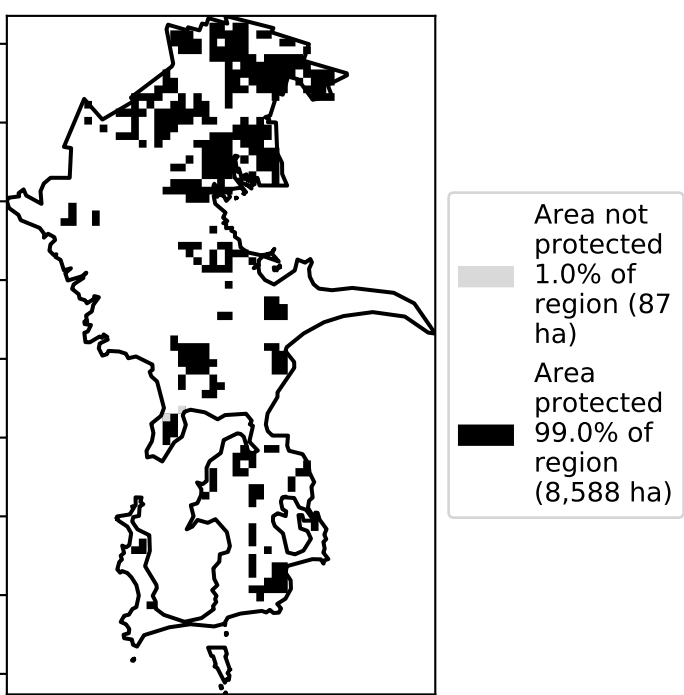 Area not
protected
1.0% of
region (87
ha)
Area
protected
99.0% of
region
(8,588 ha)